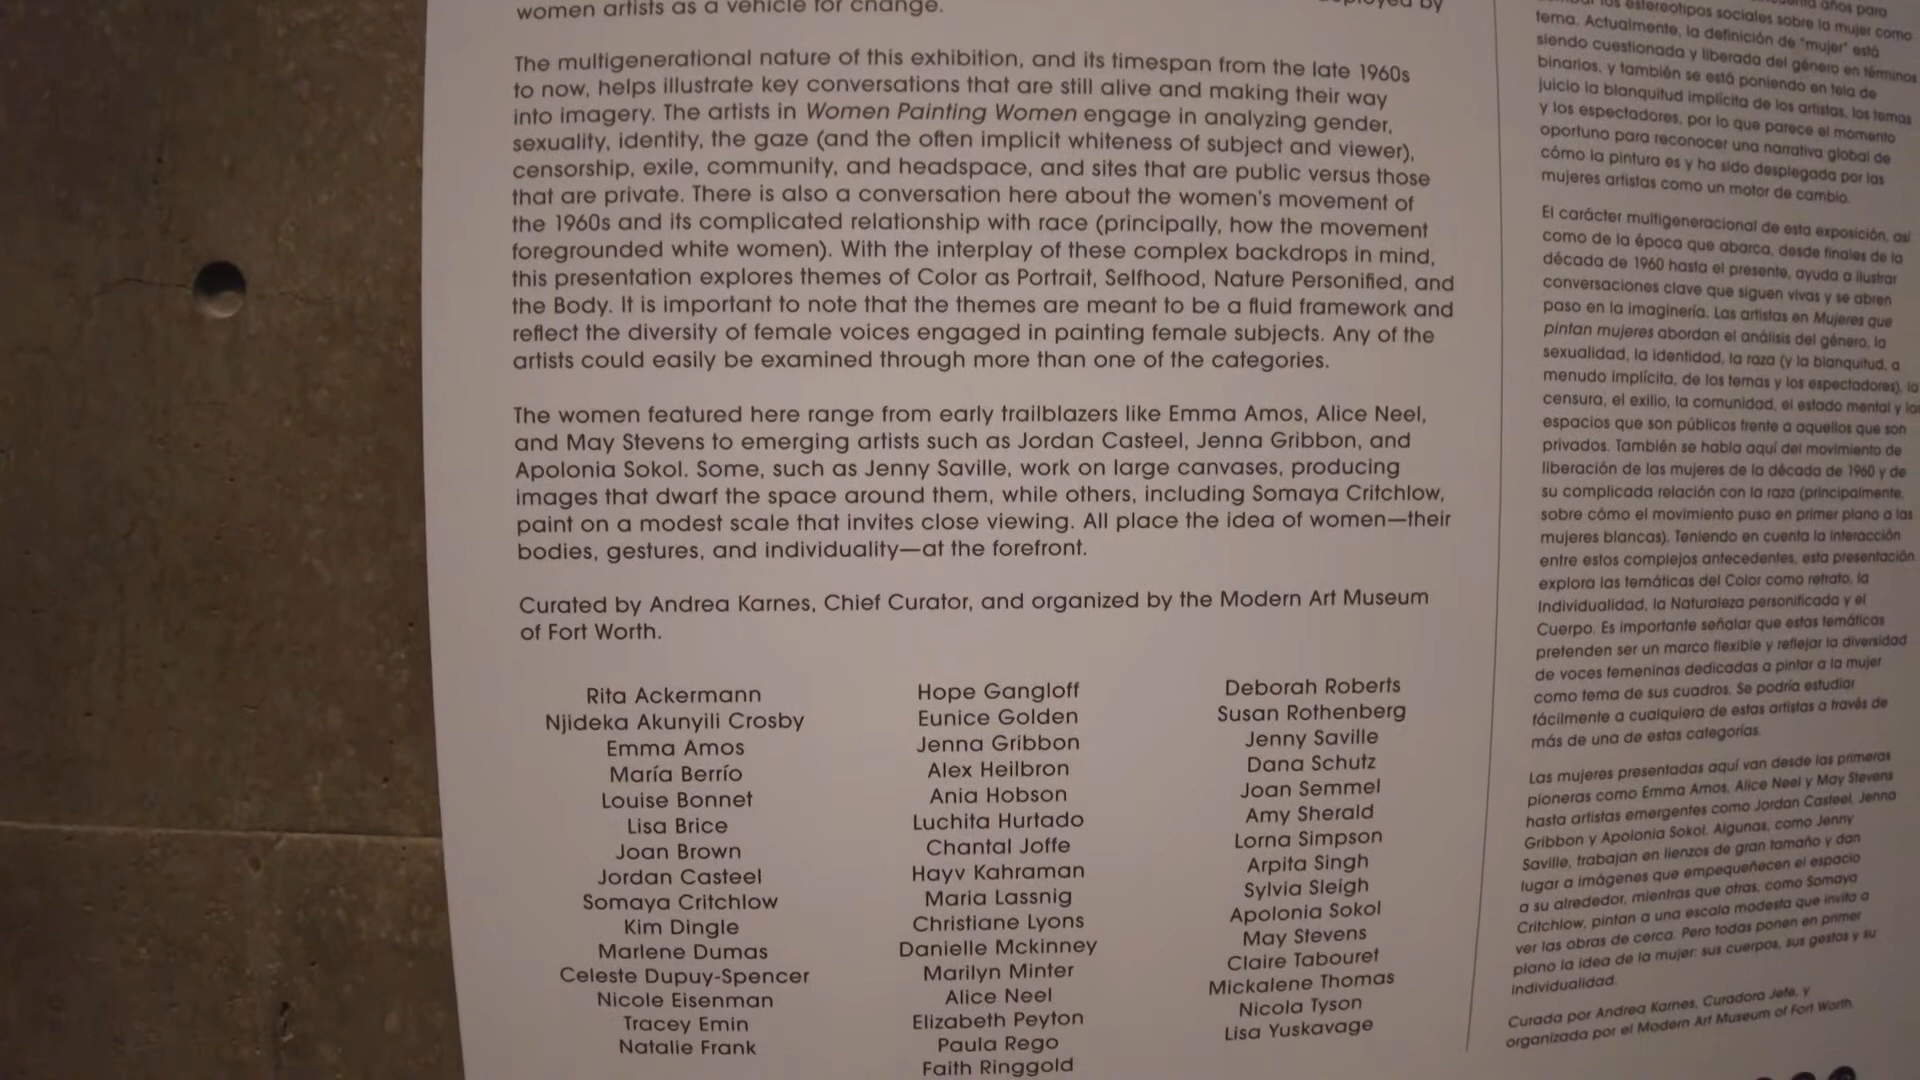 women artists as a vehicle for change.
The multigenerational nature of this exhibition, and its timespan from the late 1960s
to now, helps illustrate key conversations that are still alive and making their way
into imagery. The artists in Women Painting Women engage in analyzing gender,
sexuality, identity, the gaze (and the often implicit whiteness of subject and viewer),
censorship, exile, community, and headspace, and sites that are public versus those
that are private. There is also a conversation here about the women's movement of
the 1960s and its complicated relationship with race (principally, how the movement
foregrounded white women). With the interplay of these complex backdrops in mind,
this presentation explores themes of Color as Portrait, Selfhood, Nature Personified, and
the Body. It is important to note that the themes are meant to be a fluid framework and
reflect the diversity of female voices engaged in painting female subjects. Any of the
artists could easily be examined through more than one of the categories.
The women featured here range from early trailblazers like Emma Amos, Alice Neel,
and May Stevens to emerging artists such as Jordan Casteel, Jenna Gribbon, and
Apolonia Sokol. Some, such as Jenny Saville, work on large canvases, producing
images that dwarf the space around them, while others, including Somaya Critchlow,
paint on a modest scale that invites close viewing. All place the idea of women—their
bodies, gestures, and individuality—at the forefront.
Curated by Andrea Karnes, Chief Curator, and organized by the Modern Art Museum
of Fort Worth.
Rita Ackermann
Njideka Akunyili Crosby
Emma Amos
María Berrío
Louise Bonnet
Lisa Brice
Joan Brown
Jordan Casteel
Somaya Critchlow
Kim Dingle
Marlene Dumas
Celeste Dupuy-Spencer
Nicole Eisenman
Tracey Emin
Natalie Frank
Hope Gangloff
Eunice Golden
Jenna Gribbon
Alex Heilbron
Ania Hobson
Luchita Hurtado
Chantal Joffe
Hayv Kahraman
Maria Lassnig
Christiane Lyons
Danielle Mckinney
Marilyn Minter
Alice Neel
Elizabeth Peyton
Paula Rego
Faith Ringgold
Deborah Roberts
Susan Rothenberg
Jenny Saville
Dana Schutz
Joan Semmel
Amy Sherald
Lorna Simpson
Arpita Singh
Sylvia Sleigh
Apolonia Sokol
May Stevens
Claire Tabouret
Mickalene Thomas
Nicola Tyson
Lisa Yuskavage
años para
los estereotipos sociales sobre la mujer como
tema. Actualmente, la definición de "mujer" está
siendo cuestionada y liberada del género en términos
binarios, y también se está poniendo en tela de
juicio la blanquitud implícita de los artistas, los temas
y los espectadores, por lo que parece el momento
oportuno para reconocer una narrativa global de
cómo la pintura es y ha sido desplegada por las
mujeres artistas como un motor de cambio.
El carácter multigeneracional de esta exposición, así
como de la época que abarca, desde finales de la
década de 1960 hasta el presente, ayuda a ilustrar
conversaciones clave que siguen vivas y se abren
paso en la imaginería. Las artistas en Mujeres que
pintan mujeres abordan el análisis del género, la
sexualidad, la identidad, la raza (y la blanquitud, a
menudo implícita, de los temas y los espectadores), la
censura, el exilio, la comunidad, el estado mental y los
espacios que son públicos frente a aquellos que son
privados. También se habla aquí del movimiento de
liberación de las mujeres de la década de 1960 y de
su complicada relación con la raza (principalmente,
sobre cómo el movimiento puso en primer plano a las
mujeres blancas). Teniendo en cuenta la interacción
entre estos complejos antecedentes, esta presentación
explora las temáticas del Color como retrato, la
Individualidad, la Naturaleza personificada y el
Cuerpo. Es importante señalar que estas temáticas
pretenden ser un marco flexible y reflejar la diversidad
de voces femeninas dedicadas a pintar a la mujer
como tema de sus cuadros. Se podría estudiar
fácilmente a cualquiera de estas artistas a través de
más de una de estas categorías.
Las mujeres presentadas aquí van desde las primeras
pioneras como Emma Amos, Alice Neel y May Stevens
hasta artistas emergentes como Jordan Casteel, Jenna
Gribbon y Apolonia Sokol. Algunas, como Jenny
Saville, trabajan en lienzos de gran tamaño y dan
lugar a imágenes que empequeñecen el espacio
a su alrededor, mientras que otras, como Somaya
Critchlow, pintan a una escala modesta que invita a
ver las obras de cerca. Pero todas ponen en primer
plano la idea de la mujer: sus cuerpos, sus gestos y su
individualidad.
Curada por Andrea Karnes, Curadora Jefe, y
organizada por el Modern Art Museum of Fort Worth.